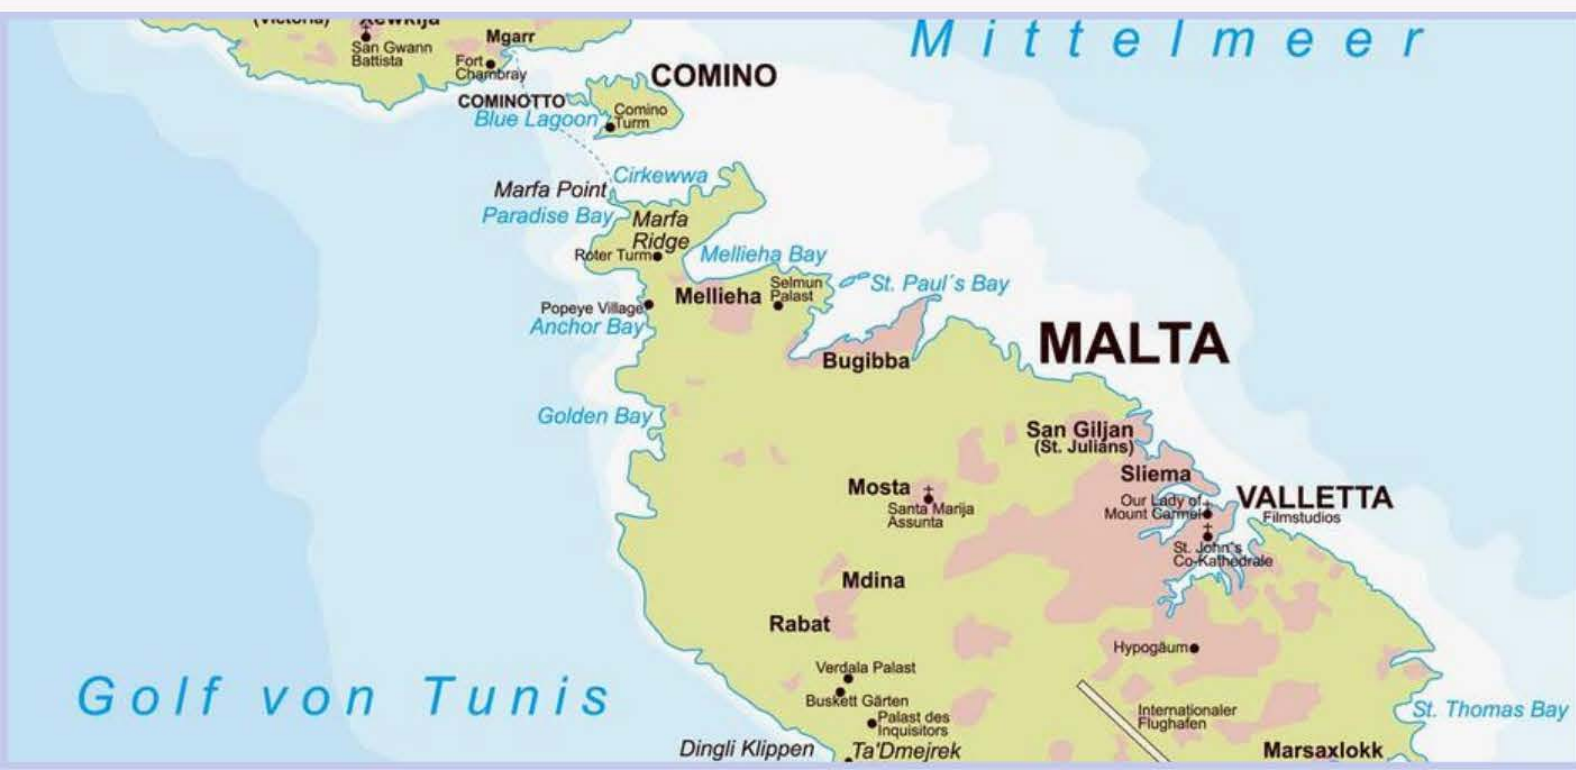 (Victoria)
Xewkija
San Gwann
Battista
Mgarr
Fort
Chambray
Mittelmeer
COMINO
COMINOTTO
Blue Lagoon
Comino
Turm
Cirkewwa
Marfa Point
Paradise Bay
Marfa
Ridge
Roter Turm
Mellieha Bay
Mellieha
Selmun
Palast
St. Paul´s Bay
Popeye Village
Anchor Bay
Bugibba
MALTA
Golden Bay
San Giljan
(St. Julians)
Sliema
Mosta
Santa Marija
Assunta
Our Lady of
Mount Carmel
VALLETTA
Filmstudios
St. John´s
Co-Kathedrale
Mdina
Rabat
Hypogäum
Verdala Palast
Buskett Gärten
Palast des
Inquisitors
Golf von Tunis
Internationaler
Flughafen
St. Thomas Bay
Dingli Klippen
Ta'Dmejrek
Marsaxlokk